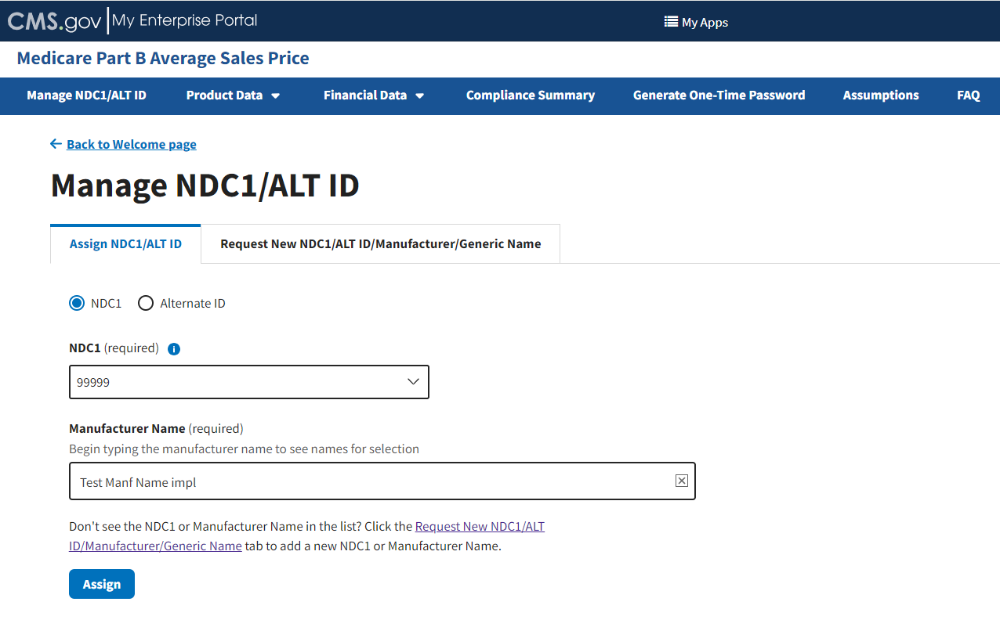 CMS.gov My Enterprise Portal My Apps
Medicare Part B Average Sales Price
Manage NDC1/ALT ID Product Data Financial Data Compliance Summary Generate One-Time Password Assumptions FAQ
Back to Welcome page
Manage NDC1/ALT ID
Assign NDC1/ALT ID Request New NDC1/ALT ID/Manufacturer/Generic Name
NDC1 Alternate ID
NDC1 (required) i
99999
Manufacturer Name (required)
Begin typing the manufacturer name to see names for selection
Test Manf Name impl
Don't see the NDC1 or Manufacturer Name in the list? Click the Request New NDC1/ALT
ID/Manufacturer/Generic Name tab to add a new NDC1 or Manufacturer Name.
Assign